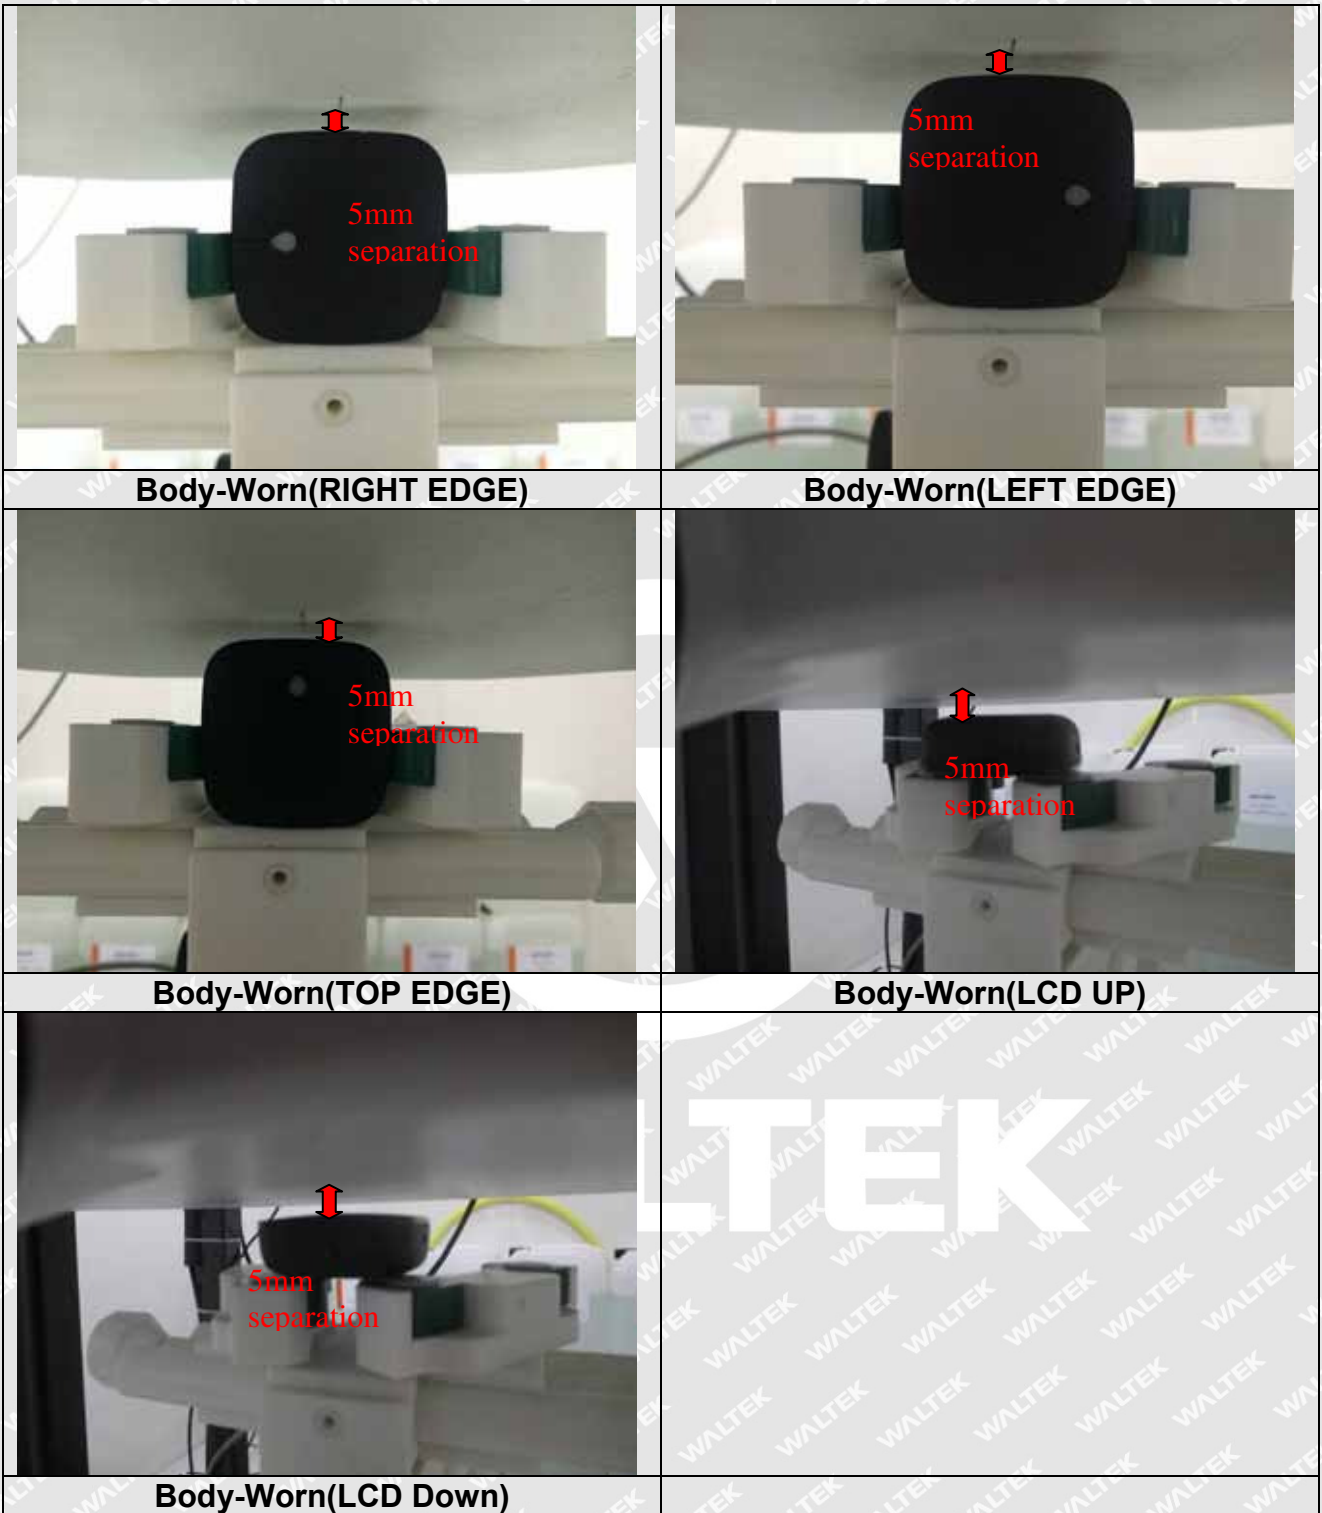 5mm
separation
5mm
separation
Body-Worn(RIGHT EDGE)
Body-Worn(LEFT EDGE)
5mm
separation
5mm
separation
Body-Worn(TOP EDGE)
Body-Worn(LCD UP)
5mm
separation
WALTEK
Body-Worn(LCD Down)